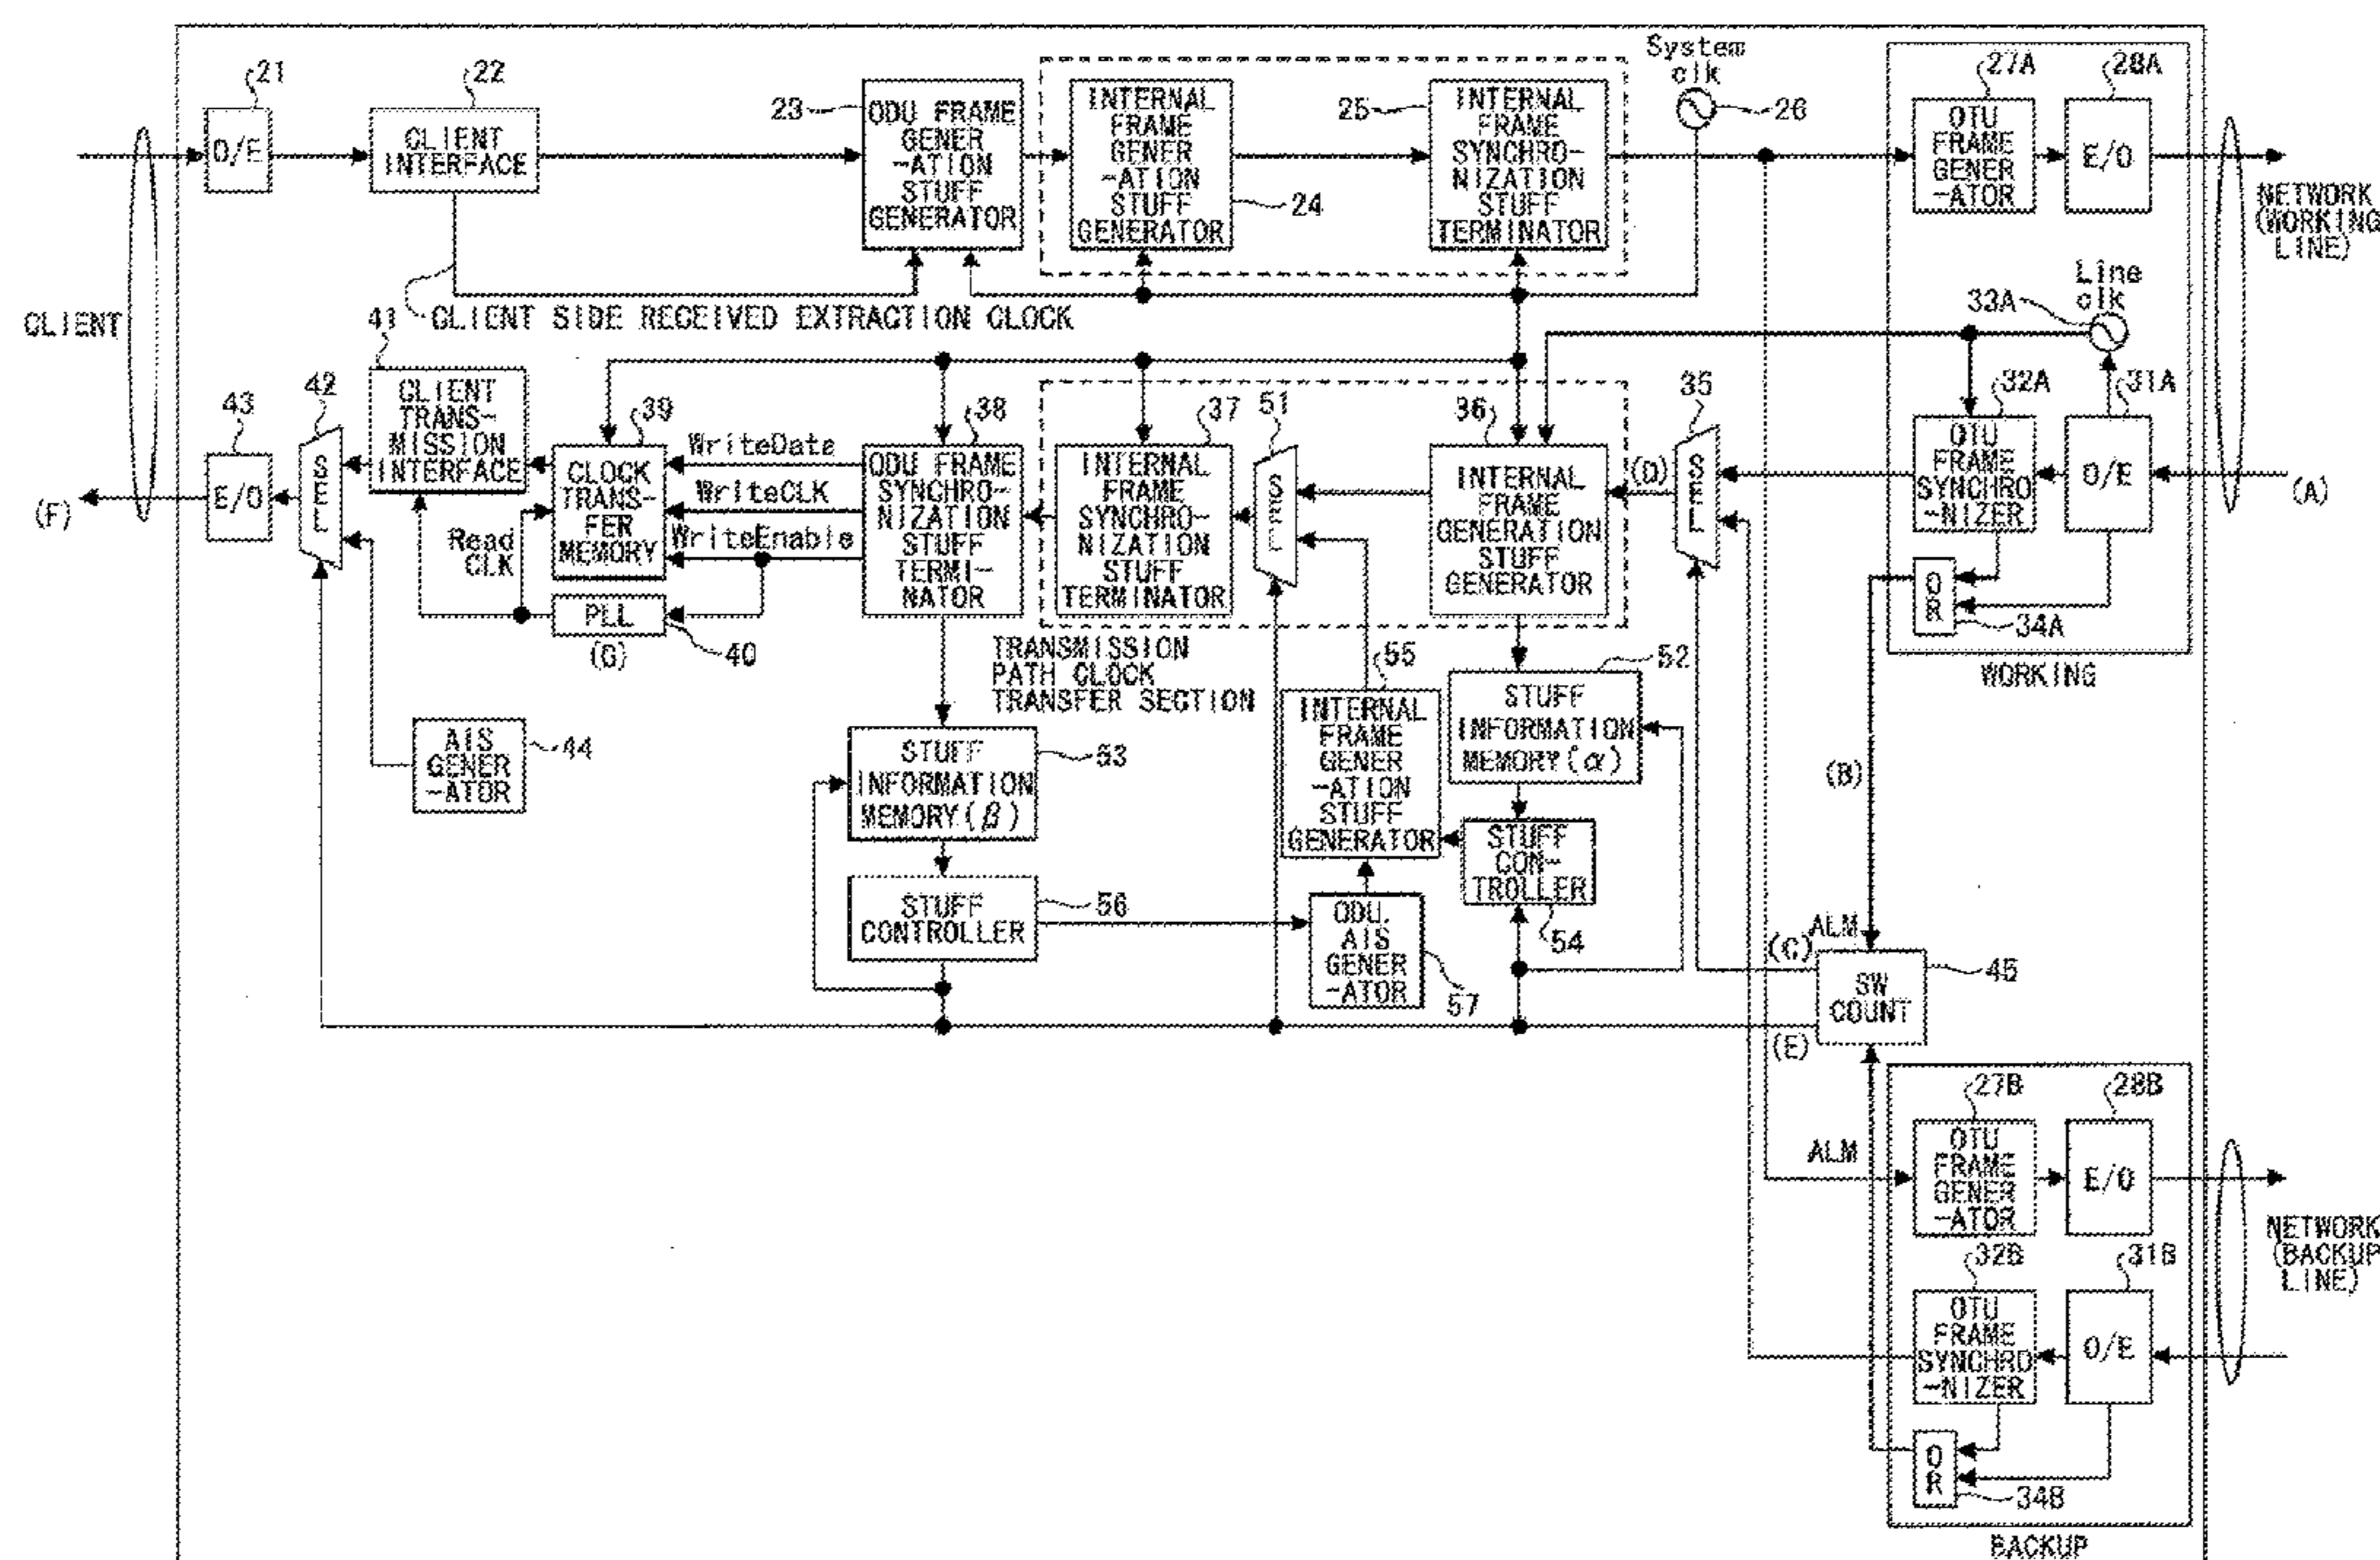 System
clk
26
21
22
23
24
25
27A
28A
O/E
CLIENT
INTERFACE
ODU FRAME
GENER
-ATION
STUFF
GENERATOR
INTERNAL
FRAME
GENER
-ATION
STUFF
GENERATOR
INTERNAL
FRAME
SYNCHRO-
NIZATION
STUFF
TERMINATOR
OTU
FRAME
GENER
-ATOR
E/O
NETWORK
(WORKING
LINE)
CLIENT
CLIENT SIDE RECEIVED EXTRACTION CLOCK
Line
clk
33A
41
42
43
39
38
37
51
36
35
32A
31A
(F)
E/O
SEL
CLIENT
TRANS-
MISSION
INTERFACE
CLOCK
TRANS-
FER
MEMORY
WriteData
WriteCLK
WriteEnable
Read
CLK
ODU FRAME
SYNCHRO-
NIZATION
STUFF
TERMI-
NATOR
INTERNAL
FRAME
SYNCHRO-
NIZATION
STUFF
TERMINATOR
SEL
INTERNAL
FRAME
GENERATION
STUFF
GENERATOR
(D)
SEL
OTU
FRAME
SYNCHRO
-NIZER
O/E
(A)
OR
34A
WORKING
PLL
(G)
40
TRANSMISSION
PATH CLOCK
TRANSFER SECTION
55
52
INTERNAL
FRAME
GENER
-ATION
STUFF
GENERATOR
STUFF
INFORMATION
MEMORY(α)
(B)
AIS
GENER
-ATOR
44
STUFF
INFORMATION
MEMORY(β)
53
STUFF
CON-
TROLLER
54
STUFF
CONTROLLER
56
ODU.
AIS
GENER
-ATOR
57
(C)
ALM
SW
COUNT
45
(E)
27B
28B
ALM
OTU
FRAME
GENER
-ATOR
E/O
NETWORK
(BACKUP
LINE)
32B
31B
OTU
FRAME
SYNCHRO
-NIZER
O/E
OR
34B
BACKUP